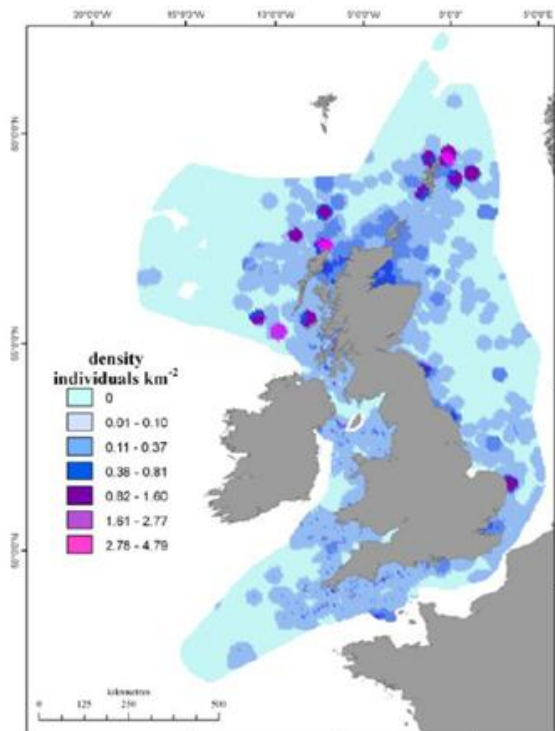 20°0'0"W 15°0'0"W 10°0'0"W 5°0'0"W 0°0'0" 5°0'0"E
60°0'0"N
55°0'0"N
density
individuals km⁻²
0
0.01 - 0.10
0.11 - 0.37
0.38 - 0.81
0.82 - 1.60
1.61 - 2.77
2.78 - 4.79
50°0'0"N
kilometres
0 125 250 500